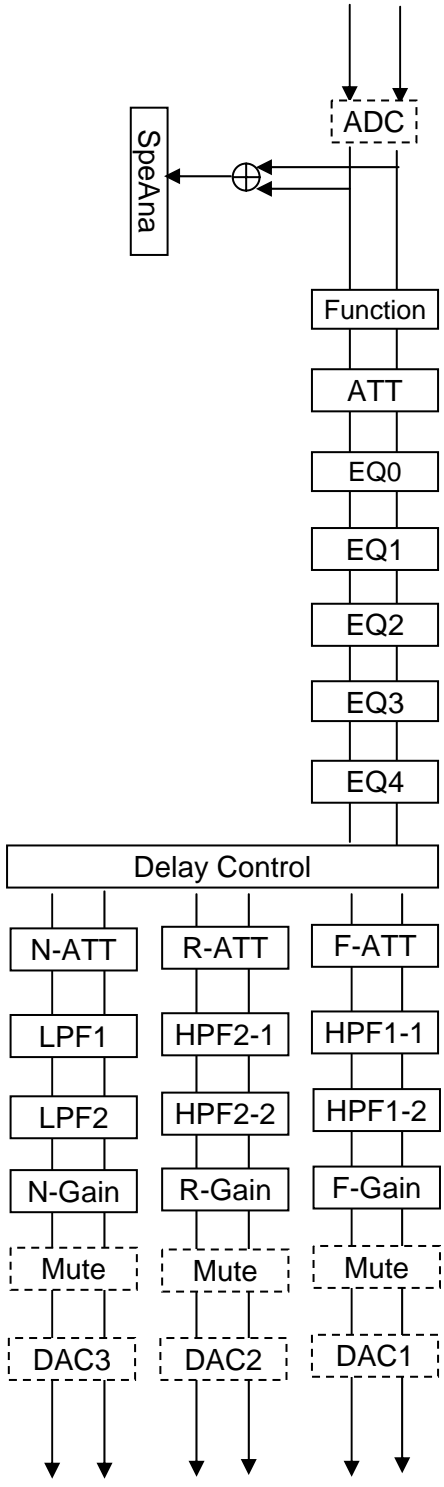 ADC
SpeAna
Function
ATT
EQ0
EQ1
EQ2
EQ3
EQ4
Delay Control
N-ATT R-ATT F-ATT
LPF1 HPF2-1 HPF1-1
LPF2 HPF2-2 HPF1-2
N-Gain R-Gain F-Gain
Mute Mute Mute
DAC3 DAC2 DAC1